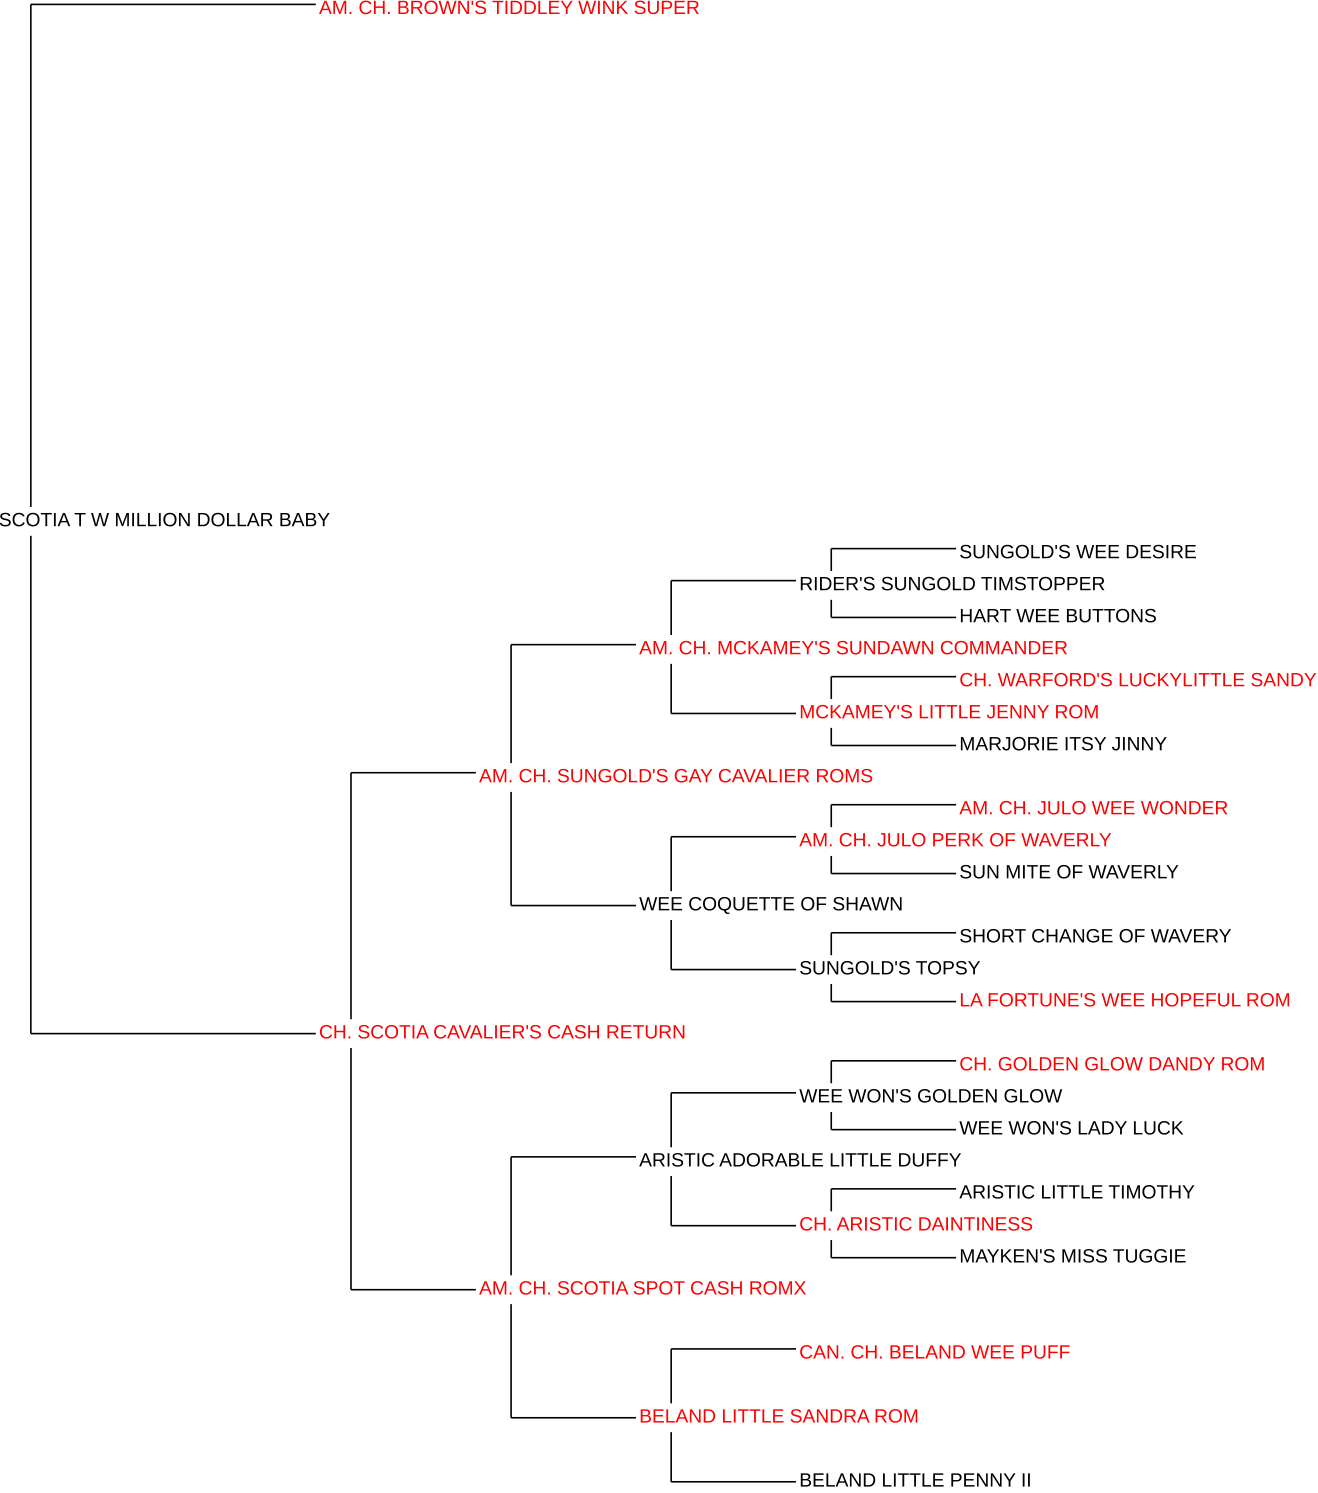 AM. CH. BROWN'S TIDDLEY WINK SUPER
SCOTIA T W MILLION DOLLAR BABY
SUNGOLD'S WEE DESIRE
RIDER'S SUNGOLD TIMSTOPPER
HART WEE BUTTONS
AM. CH. MCKAMEY'S SUNDAWN COMMANDER
CH. WARFORD'S LUCKYLITTLE SANDY
MCKAMEY'S LITTLE JENNY ROM
MARJORIE ITSY JINNY
AM. CH. SUNGOLD'S GAY CAVALIER ROMS
AM. CH. JULO WEE WONDER
AM. CH. JULO PERK OF WAVERLY
SUN MITE OF WAVERLY
WEE COQUETTE OF SHAWN
SHORT CHANGE OF WAVERY
SUNGOLD'S TOPSY
LA FORTUNE'S WEE HOPEFUL ROM
CH. SCOTIA CAVALIER'S CASH RETURN
CH. GOLDEN GLOW DANDY ROM
WEE WON'S GOLDEN GLOW
WEE WON'S LADY LUCK
ARISTIC ADORABLE LITTLE DUFFY
ARISTIC LITTLE TIMOTHY
CH. ARISTIC DAINTINESS
MAYKEN'S MISS TUGGIE
AM. CH. SCOTIA SPOT CASH ROMX
CAN. CH. BELAND WEE PUFF
BELAND LITTLE SANDRA ROM
BELAND LITTLE PENNY II